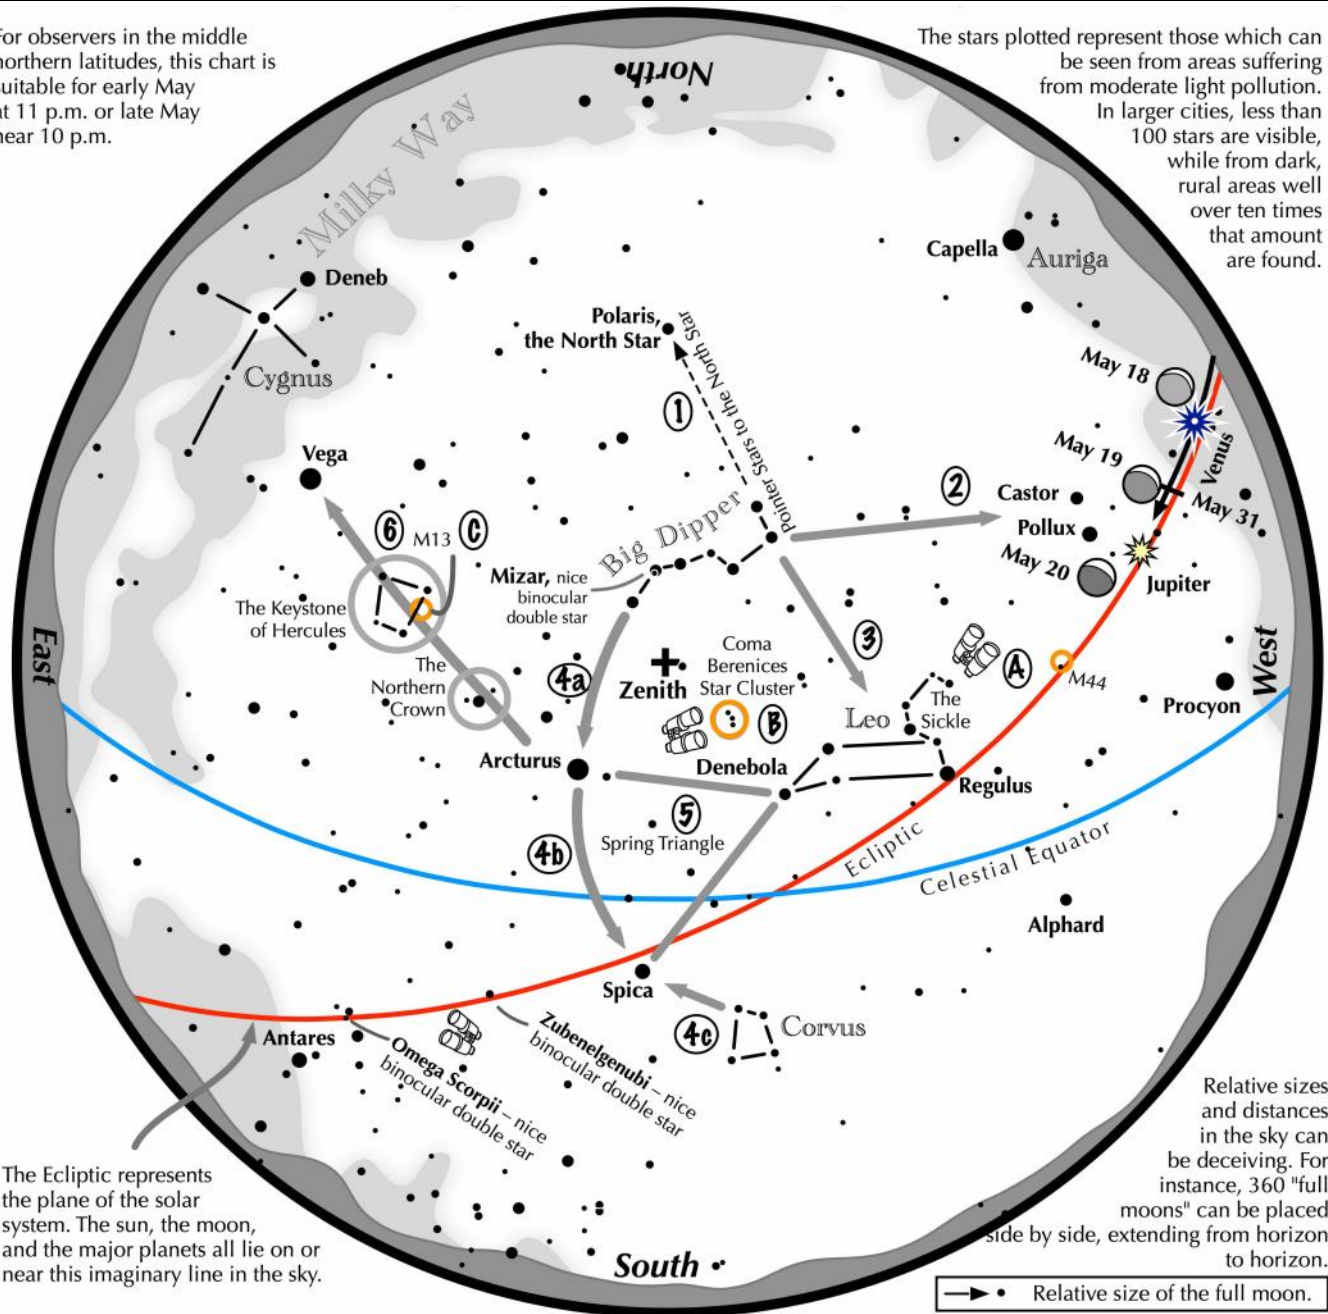 For observers in the middle
northern latitudes, this chart is
suitable for early May
at 11 p.m. or late May
near 10 p.m.
The stars plotted represent those which can
be seen from areas suffering
from moderate light pollution.
In larger cities, less than
100 stars are visible,
while from dark,
rural areas well
over ten times
that amount
are found.
North
Milky Way
Capella
Auriga
Deneb
Polaris,
the North Star
Cygnus
1
Pointer Stars to the North Star
May 18
Venus
May 19
May 31
Vega
2
Castor
Pollux
May 20
Jupiter
6
M13
C
Big Dipper
Mizar, nice
binocular
double star
The Keystone
of Hercules
3
East
West
The
Northern
Crown
4a
Zenith
Coma
Berenices
Star Cluster
B
A
M44
Leo
The
Sickle
Procyon
Arcturus
Denebola
Regulus
5
Spring Triangle
4b
Ecliptic
Celestial Equator
Alphard
Spica
4c
Corvus
Antares
Omega Scorpii – nice
binocular double star
Zubenelgenubi – nice
binocular double star
The Ecliptic represents
the plane of the solar
system. The sun, the moon,
and the major planets all lie on or
near this imaginary line in the sky.
South
Relative sizes
and distances
in the sky can
be deceiving. For
instance, 360 "full
moons" can be placed
side by side, extending from horizon
to horizon.
Relative size of the full moon.